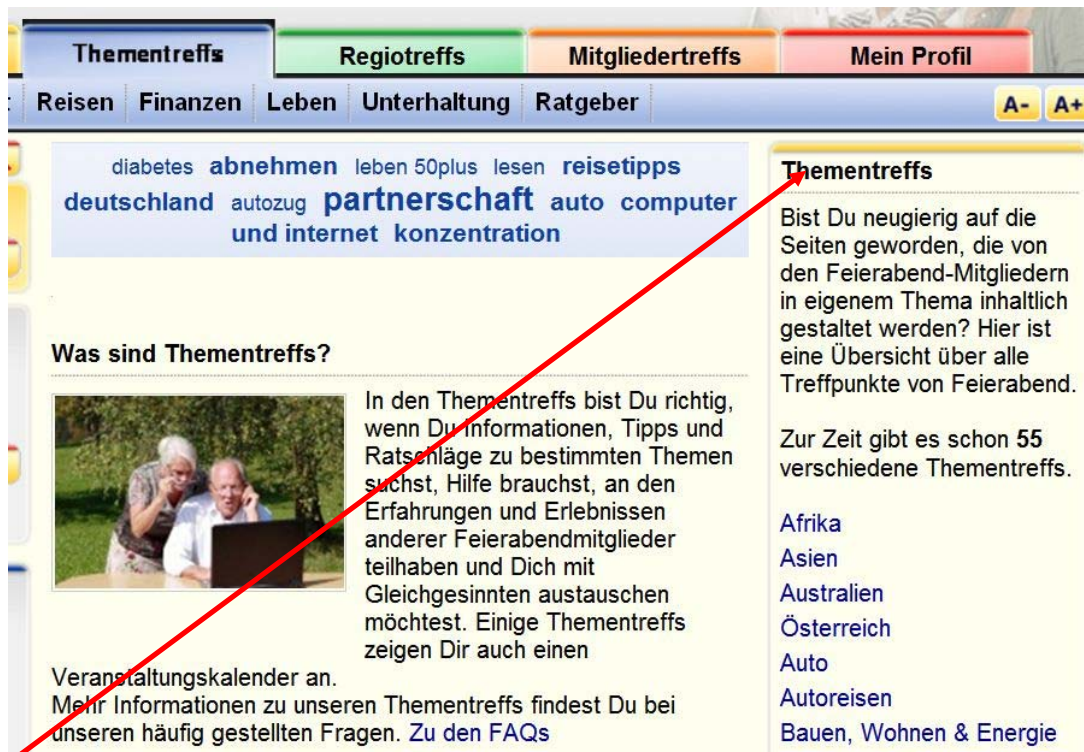 Thementreffs Regiotreffs Mitgliedertreffs Mein Profil
Reisen Finanzen Leben Unterhaltung Ratgeber A- A+
diabetes abnehmen leben 50plus lesen reisetipps
deutschland autozug partnerschaft auto computer
und internet konzentration
Was sind Thementreffs?
In den Thementreffs bist Du richtig,
wenn Du Informationen, Tipps und
Ratschläge zu bestimmten Themen
suchst, Hilfe brauchst, an den
Erfahrungen und Erlebnissen
anderer Feierabendmitglieder
teilhaben und Dich mit
Gleichgesinnten austauschen
möchtest. Einige Thementreffs
zeigen Dir auch einen
Veranstaltungskalender an.
Mehr Informationen zu unseren Thementreffs findest Du bei
unseren häufig gestellten Fragen. Zu den FAQs
Thementreffs
Bist Du neugierig auf die
Seiten geworden, die von
den Feierabend-Mitgliedern
in eigenem Thema inhaltlich
gestaltet werden? Hier ist
eine Übersicht über alle
Treffpunkte von Feierabend.
Zur Zeit gibt es schon 55
verschiedene Thementreffs.
Afrika
Asien
Australien
Österreich
Auto
Autoreisen
Bauen, Wohnen & Energie